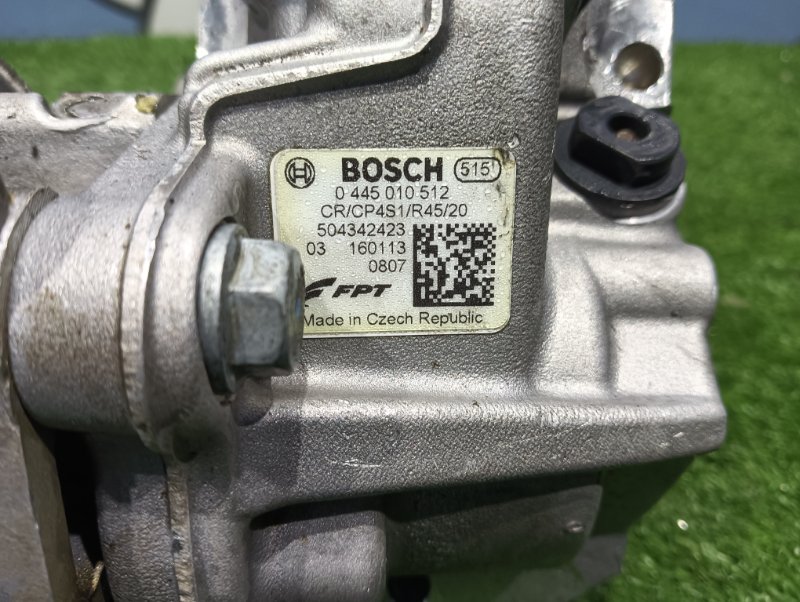 BOSCH 515
0 445 010 512
CR/CP4S1/R45/20
504342423
03 160113
0807
FPT
Made in Czech Republic